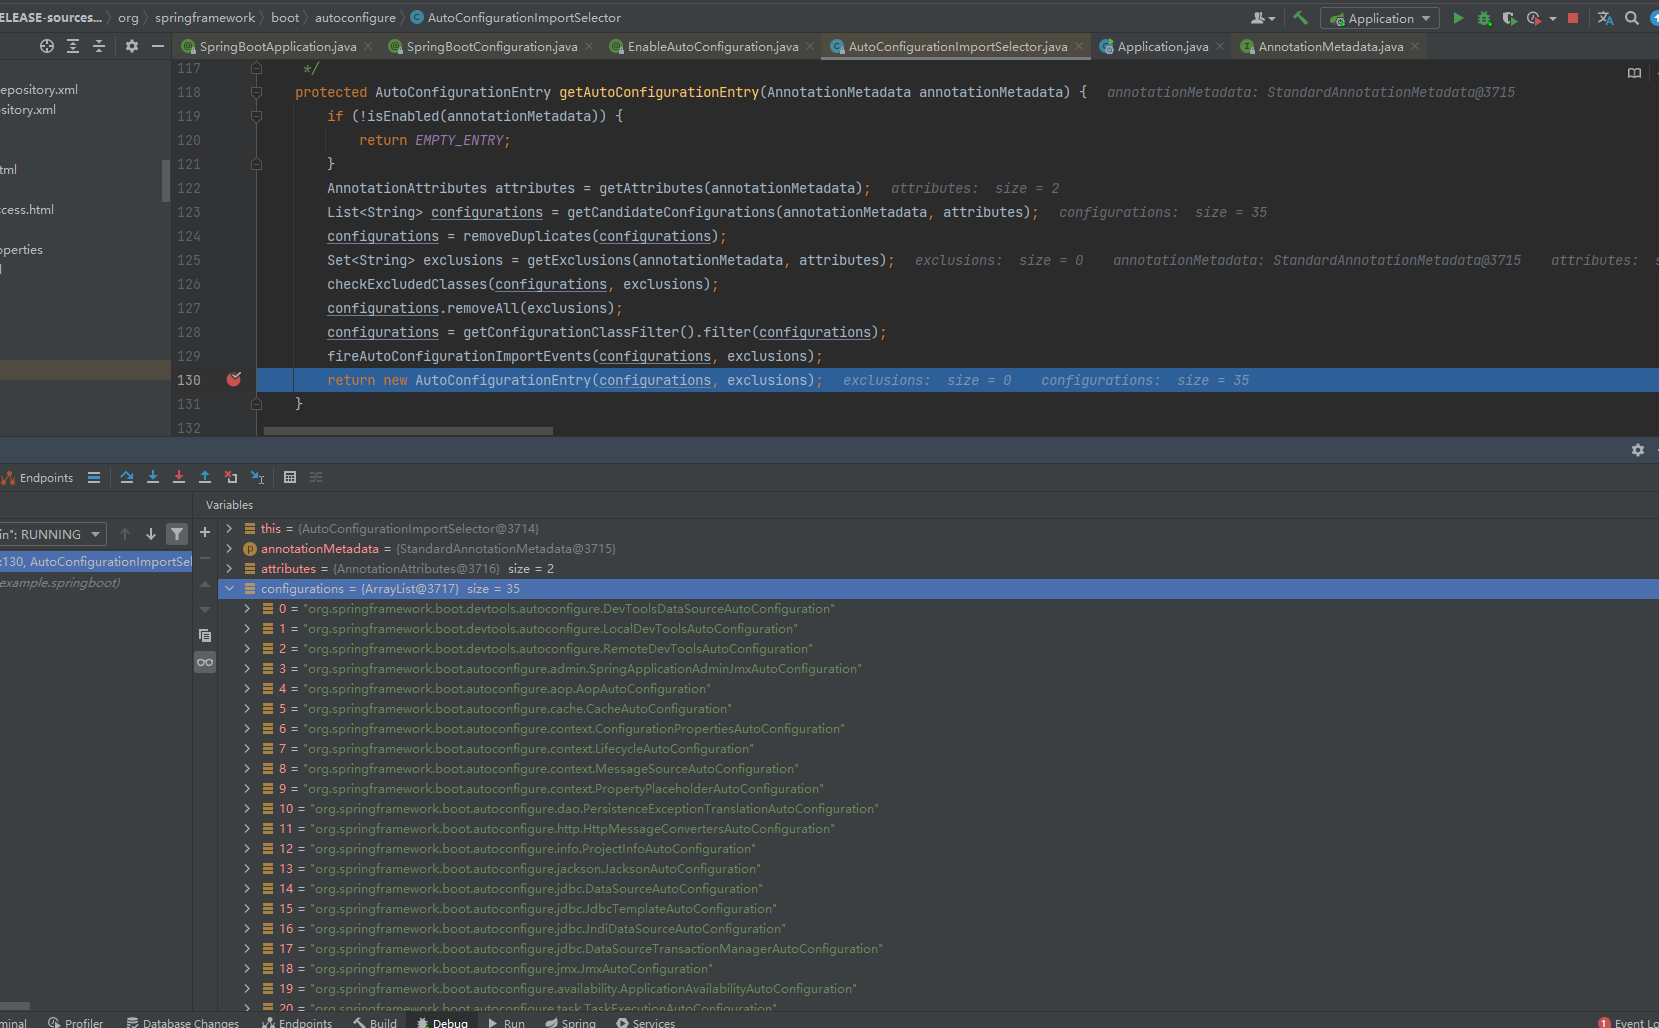 ELEASE-sources... org springframework boot autoconfigure AutoConfigurationImportSelector
Application
SpringBootApplication.java SpringBootConfiguration.java EnableAutoConfiguration.java AutoConfigurationImportSelector.java Application.java AnnotationMetadata.java
epository.xml
sitory.xml
tml
cess.html
operties
117 */
118 protected AutoConfigurationEntry getAutoConfigurationEntry(AnnotationMetadata annotationMetadata) { annotationMetadata: StandardAnnotationMetadata@3715
119 if (!isEnabled(annotationMetadata)) {
120 return EMPTY_ENTRY;
121 }
122 AnnotationAttributes attributes = getAttributes(annotationMetadata); attributes: size = 2
123 List<String> configurations = getCandidateConfigurations(annotationMetadata, attributes); configurations: size = 35
124 configurations = removeDuplicates(configurations);
125 Set<String> exclusions = getExclusions(annotationMetadata, attributes); exclusions: size = 0 annotationMetadata: StandardAnnotationMetadata@3715 attributes: s
126 checkExcludedClasses(configurations, exclusions);
127 configurations.removeAll(exclusions);
128 configurations = getConfigurationClassFilter().filter(configurations);
129 fireAutoConfigurationImportEvents(configurations, exclusions);
130 return new AutoConfigurationEntry(configurations, exclusions); exclusions: size = 0 configurations: size = 35
131 }
132
Endpoints
Variables
in": RUNNING
:130, AutoConfigurationImportSel
example.springboot)
this = {AutoConfigurationImportSelector@3714}
p annotationMetadata = {StandardAnnotationMetadata@3715}
attributes = {AnnotationAttributes@3716} size = 2
configurations = {ArrayList@3717} size = 35
0 = "org.springframework.boot.devtools.autoconfigure.DevToolsDataSourceAutoConfiguration"
1 = "org.springframework.boot.devtools.autoconfigure.LocalDevToolsAutoConfiguration"
2 = "org.springframework.boot.devtools.autoconfigure.RemoteDevToolsAutoConfiguration"
3 = "org.springframework.boot.autoconfigure.admin.SpringApplicationAdminJmxAutoConfiguration"
4 = "org.springframework.boot.autoconfigure.aop.AopAutoConfiguration"
5 = "org.springframework.boot.autoconfigure.cache.CacheAutoConfiguration"
6 = "org.springframework.boot.autoconfigure.context.ConfigurationPropertiesAutoConfiguration"
7 = "org.springframework.boot.autoconfigure.context.LifecycleAutoConfiguration"
8 = "org.springframework.boot.autoconfigure.context.MessageSourceAutoConfiguration"
9 = "org.springframework.boot.autoconfigure.context.PropertyPlaceholderAutoConfiguration"
10 = "org.springframework.boot.autoconfigure.dao.PersistenceExceptionTranslationAutoConfiguration"
11 = "org.springframework.boot.autoconfigure.http.HttpMessageConvertersAutoConfiguration"
12 = "org.springframework.boot.autoconfigure.info.ProjectInfoAutoConfiguration"
13 = "org.springframework.boot.autoconfigure.jackson.JacksonAutoConfiguration"
14 = "org.springframework.boot.autoconfigure.jdbc.DataSourceAutoConfiguration"
15 = "org.springframework.boot.autoconfigure.jdbc.JdbcTemplateAutoConfiguration"
16 = "org.springframework.boot.autoconfigure.jdbc.JndiDataSourceAutoConfiguration"
17 = "org.springframework.boot.autoconfigure.jdbc.DataSourceTransactionManagerAutoConfiguration"
18 = "org.springframework.boot.autoconfigure.jmx.JmxAutoConfiguration"
19 = "org.springframework.boot.autoconfigure.availability.ApplicationAvailabilityAutoConfiguration"
20 = "org.springframework.boot.autoconfigure.task.TaskExecutionAutoConfiguration"
minal Profiler Database Changes Endpoints Build Debug Run Spring Services 1 Event Lo